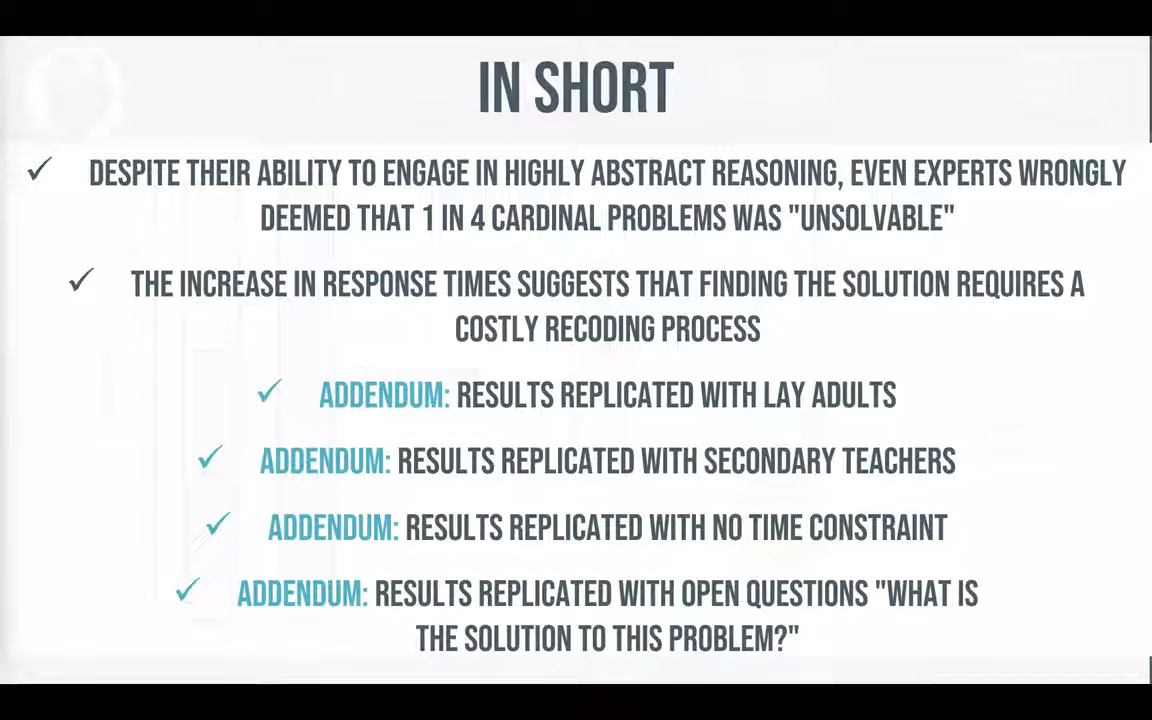 IN SHORT
✓ DESPITE THEIR ABILITY TO ENGAGE IN HIGHLY ABSTRACT REASONING, EVEN EXPERTS WRONGLY
DEEMED THAT 1 IN 4 CARDINAL PROBLEMS WAS "UNSOLVABLE"
✓ THE INCREASE IN RESPONSE TIMES SUGGESTS THAT FINDING THE SOLUTION REQUIRES A
COSTLY RECODING PROCESS
✓ ADDENDUM: RESULTS REPLICATED WITH LAY ADULTS
✓ ADDENDUM: RESULTS REPLICATED WITH SECONDARY TEACHERS
✓ ADDENDUM: RESULTS REPLICATED WITH NO TIME CONSTRAINT
✓ ADDENDUM: RESULTS REPLICATED WITH OPEN QUESTIONS "WHAT IS
THE SOLUTION TO THIS PROBLEM?"